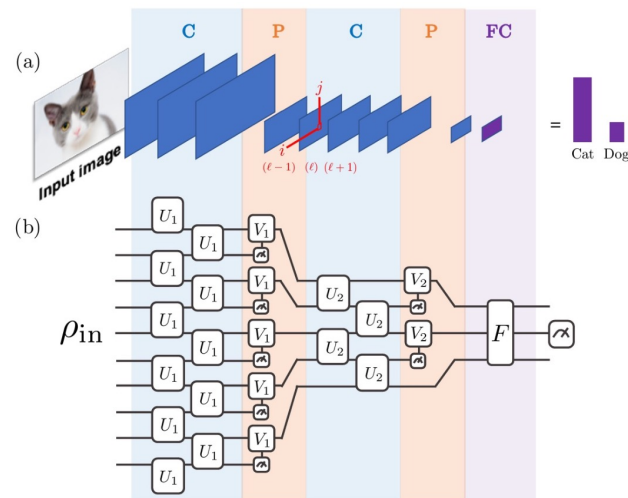 C P C P FC
(a)
j
i
(ℓ−1) (ℓ) (ℓ+1)
Input image
=
Cat Dog
(b)
U₁ U₁ V₁
U₁ U₁ V₁ U₂ V₂
U₁ U₁ V₁ U₂
ρin
U₁ U₁ V₁ U₂ V₂ F
U₁ U₁ V₁ U₂
U₁